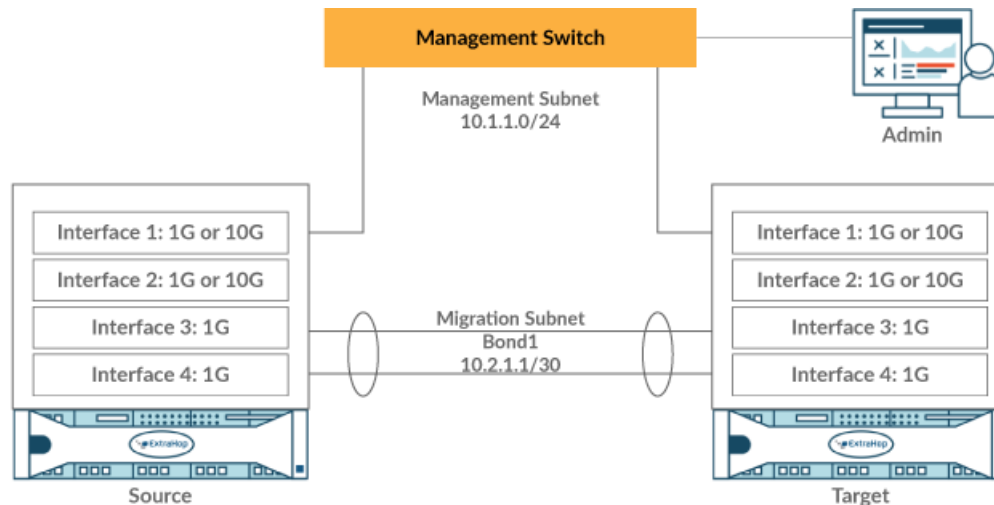 Management Switch
Management Subnet
10.1.1.0/24
Admin
Interface 1: 1G or 10G
Interface 2: 1G or 10G
Interface 3: 1G
Interface 4: 1G
Migration Subnet
Bond1
10.2.1.1/30
Interface 1: 1G or 10G
Interface 2: 1G or 10G
Interface 3: 1G
Interface 4: 1G
ExtraHop
ExtraHop
Source
Target